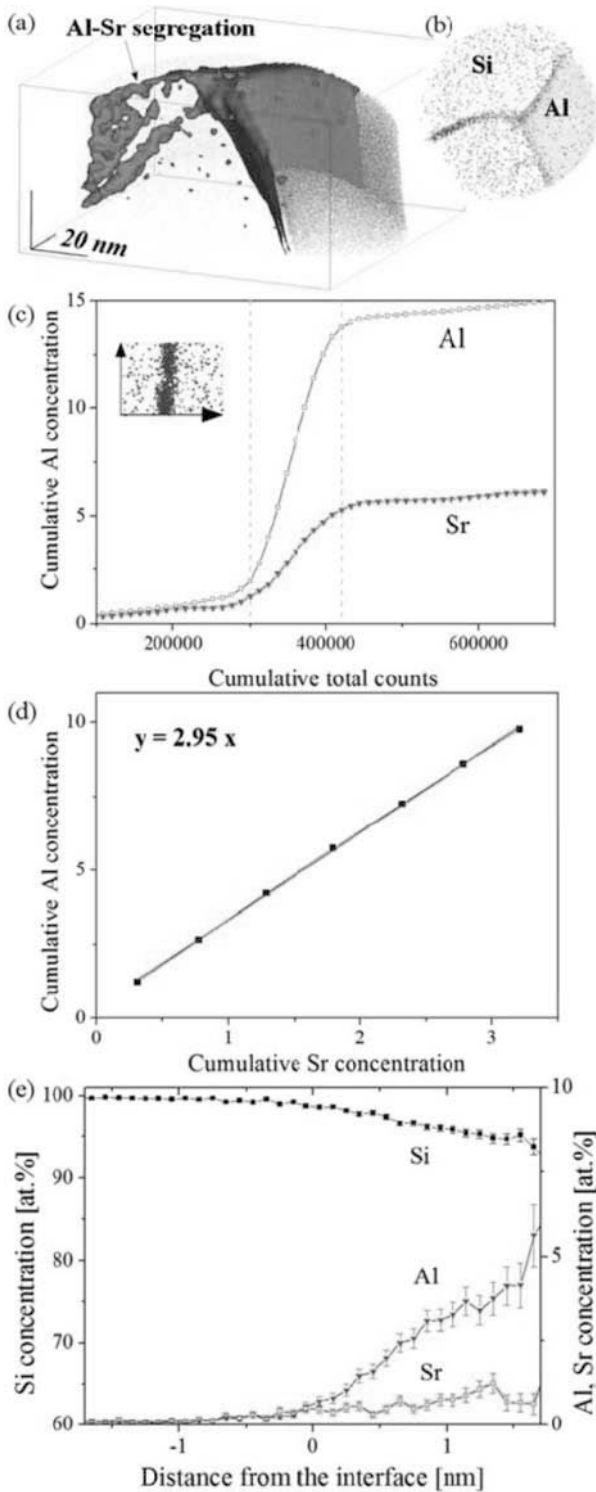 (a)
Al-Sr segregation
20 nm
(b)
Si
Al
(c)
15
10
5
0
Cumulative Al concentration
Al
Sr
200000 400000 600000
Cumulative total counts
(d)
y = 2.95 x
10
5
0
Cumulative Al concentration
0 1 2 3
Cumulative Sr concentration
(e)
100
90
80
70
60
Si concentration [at.%]
Si
Al
Sr
10
5
0
Al, Sr concentration [at.%]
-1 0 1
Distance from the interface [nm]